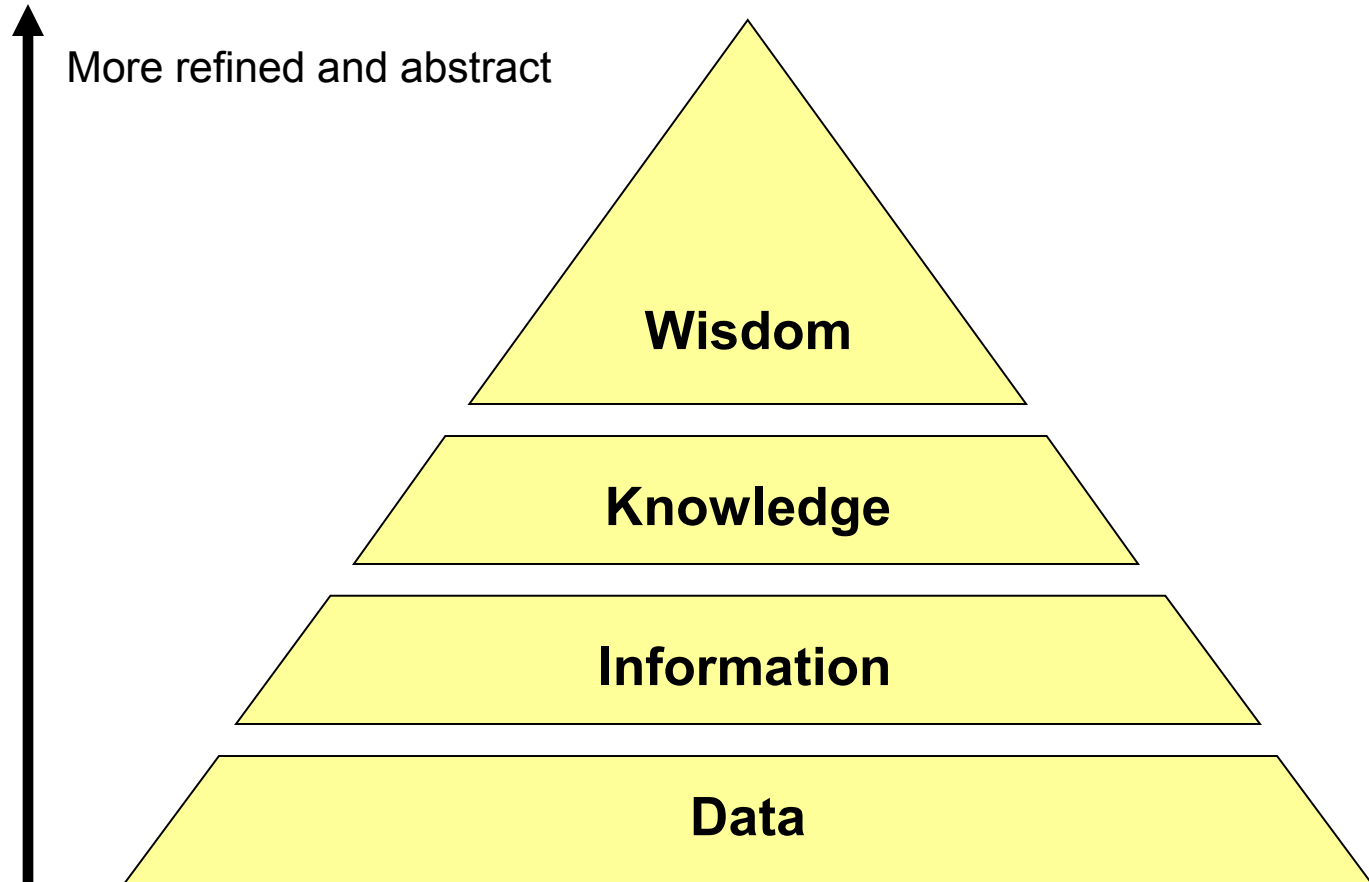 More refined and abstract
Wisdom
Knowledge
Information
Data